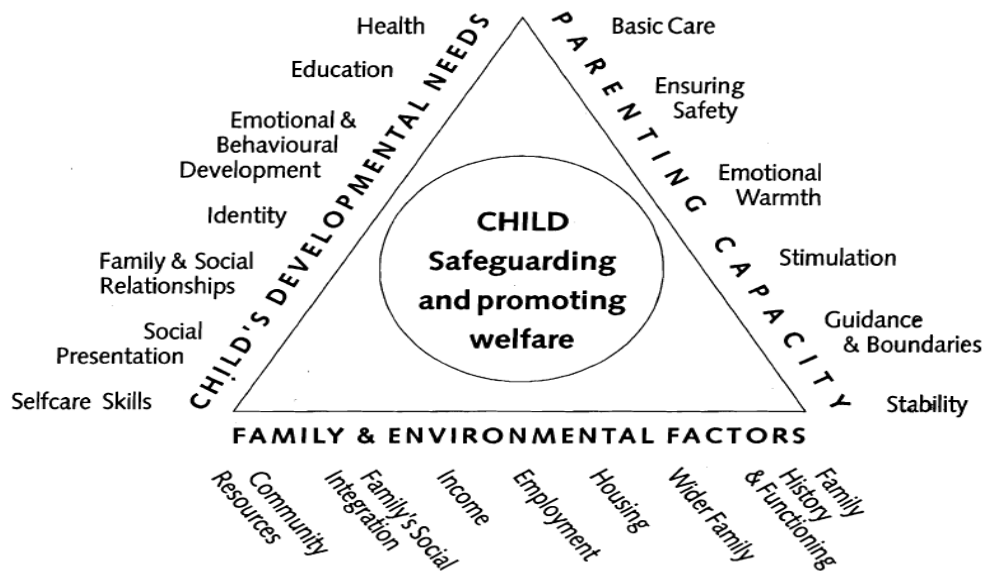 Health
Education
Emotional &
Behavioural
Development
Identity
Family & Social
Relationships
Social
Presentation
Selfcare Skills
CHILD'S DEVELOPMENTAL NEEDS
CHILD
Safeguarding
and promoting
welfare
PARENTING CAPACITY
Basic Care
Ensuring
Safety
Emotional
Warmth
Stimulation
Guidance
& Boundaries
Stability
FAMILY & ENVIRONMENTAL FACTORS
Community
Resources
Family's Social
Integration
Income
Employment
Housing
Wider Family
Family
History
& Functioning